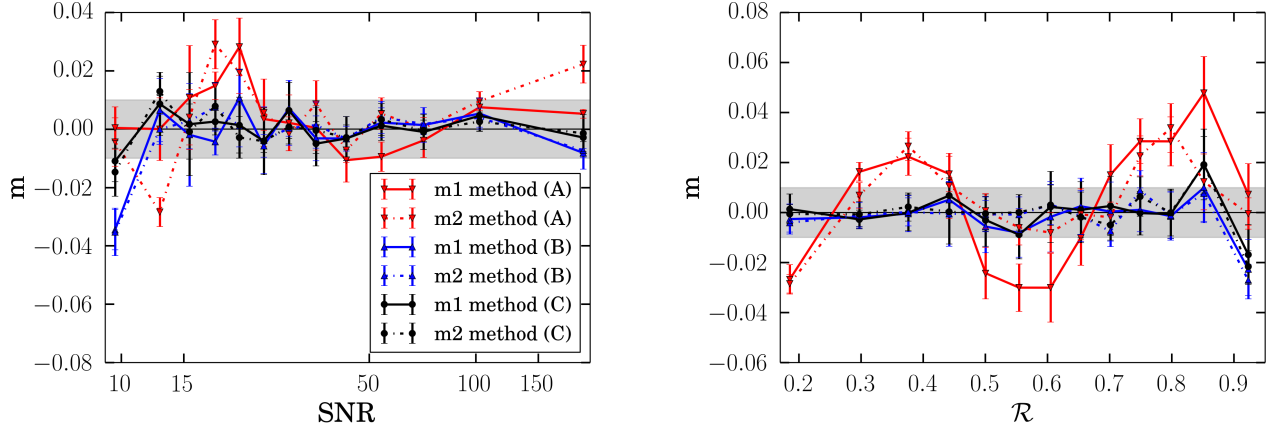 0.04
0.02
0.00
−0.02
−0.04
−0.06
−0.08
m
10
15
50
100
150
SNR
m1 method (A)
m2 method (A)
m1 method (B)
m2 method (B)
m1 method (C)
m2 method (C)
0.08
0.06
0.04
0.02
0.00
−0.02
−0.04
−0.06
m
0.2
0.3
0.4
0.5
0.6
0.7
0.8
0.9
ℛ